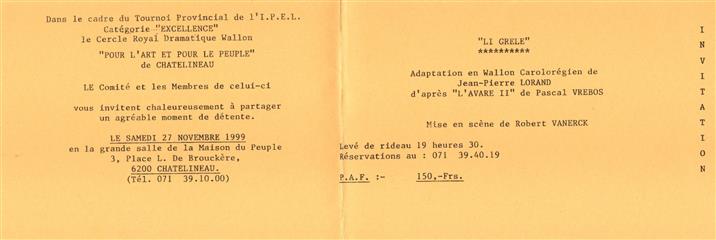 Dans le cadre du Tournoi Provincial de l'I.P.E.L.
Catégorie "EXCELLENCE"
le Cercle Royal Dramatique Wallon
"POUR L'ART ET POUR LE PEUPLE"
de CHATELINEAU
LE Comité et les Membres de celui-ci
vous invitent chaleureusement à partager
un agréable moment de détente.
LE SAMEDI 27 NOVEMBRE 1999
en la grande salle de la Maison du Peuple
3, Place L. De Brouckère,
6200 CHATELINEAU.
(Tél. 071 39.10.00)
"LI GRELE"
**********
Adaptation en Wallon Carolorégien de
Jean-Pierre LORAND
d'après "L'AVARE II" de Pascal VREBOS
Mise en scène de Robert VANERCK
Levé de rideau 19 heures 30.
Réservations au : 071 39.40.19
P.A.F. :- 150,-Frs.
INVITATION